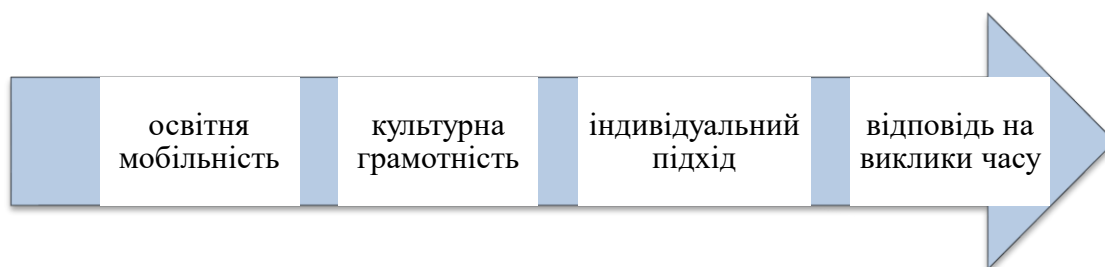 освітня
мобільність
культурна
грамотність
індивідуальний
підхід
відповідь на
виклики часу